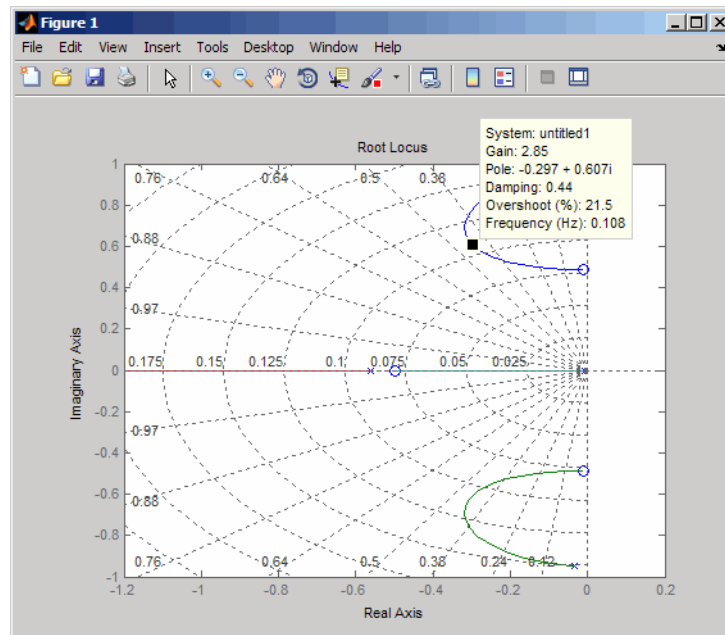 Figure 1
File Edit View Insert Tools Desktop Window Help
Root Locus
System: untitled1
Gain: 2.85
Pole: -0.297 + 0.607i
Damping: 0.44
Overshoot (%): 21.5
Frequency (Hz): 0.108
1
0.8
0.6
0.4
0.2
0
-0.2
-0.4
-0.6
-0.8
-1
Imaginary Axis
0.76 0.64 0.5 0.38
0.88
0.97
0.175 0.15 0.125 0.1 0.075 0.05 0.025
0.97
0.88
0.76 0.64 0.5 0.38 0.24 0.12
-1.2 -1 -0.8 -0.6 -0.4 -0.2 0 0.2
Real Axis